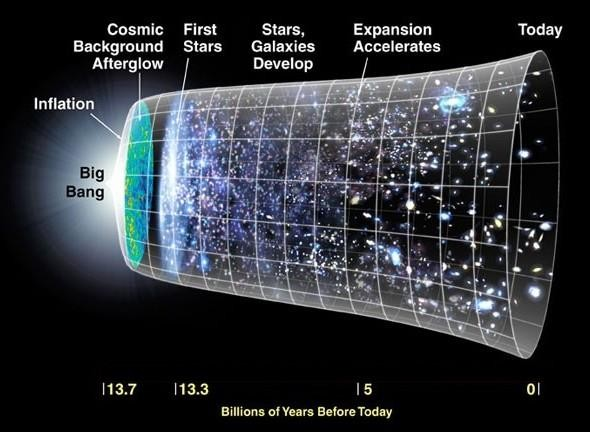 Cosmic
Background
Afterglow
First
Stars
Stars,
Galaxies
Develop
Expansion
Accelerates
Today
Inflation
Big
Bang
13.7
13.3
5
0
Billions of Years Before Today